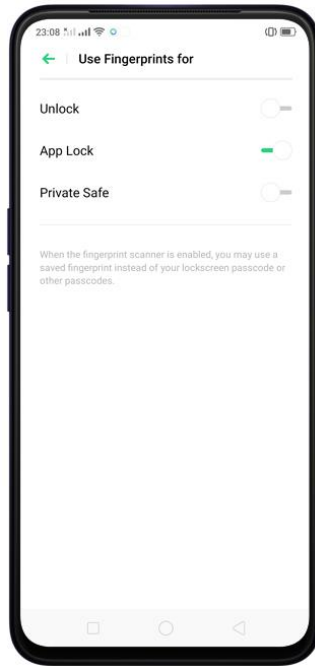 23:08
Use Fingerprints for
Unlock
App Lock
Private Safe
When the fingerprint scanner is enabled, you may use a
saved fingerprint instead of your lockscreen passcode or
other passcodes.